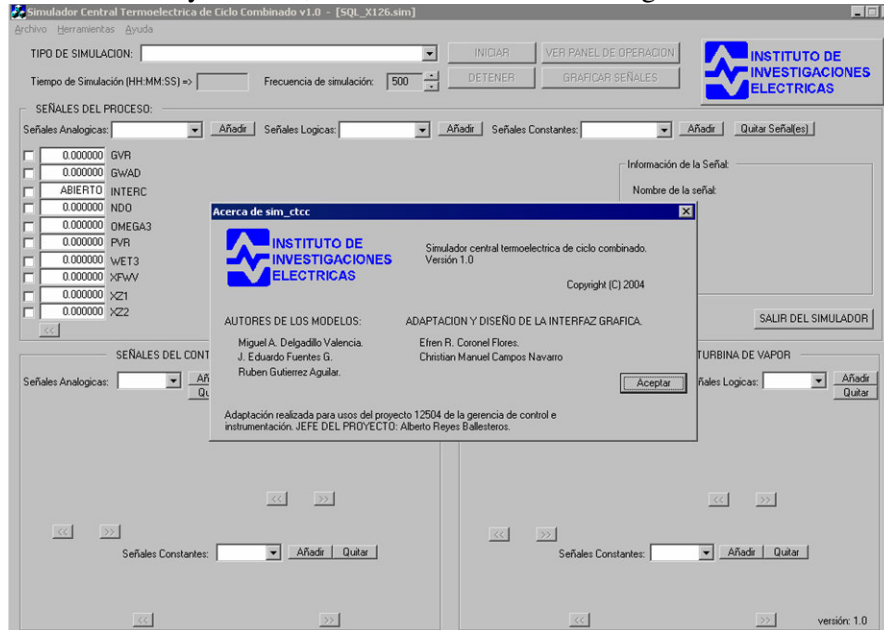 Simulador Central Termoelectrica de Ciclo Combinado v1.0 - [SQL_X126.sim]
Archivo Herramientas Ayuda
TIPO DE SIMULACION:
INICIAR
VER PANEL DE OPERACION
Tiempo de Simulación (HH:MM:SS) =>
Frecuencia de simulación:
500
DETENER
GRAFICAR SEÑALES
INSTITUTO DE
INVESTIGACIONES
ELECTRICAS
SEÑALES DEL PROCESO:
Señales Analogicas:
Añadir
Señales Logicas:
Añadir
Señales Constantes:
Añadir
Quitar Señal(es)
0.000000 GVR
0.000000 GWAD
ABIERTO INTERC
0.000000 NDO
0.000000 OMEGA3
0.000000 PVR
0.000000 WET3
0.000000 XFWV
0.000000 XZ1
0.000000 XZ2
<<
Información de la Señal:
Nombre de la señal:
SALIR DEL SIMULADOR
Acerca de sim_ctcc
INSTITUTO DE
INVESTIGACIONES
ELECTRICAS
Simulador central termoelectrica de ciclo combinado.
Versión 1.0
Copyright (C) 2004
AUTORES DE LOS MODELOS:
Miguel A. Delgadillo Valencia.
J. Eduardo Fuentes G.
Ruben Gutierrez Aguilar.
ADAPTACION Y DISEÑO DE LA INTERFAZ GRAFICA.
Efren R. Coronel Flores.
Christian Manuel Campos Navarro
Aceptar
Adaptación realizada para usos del proyecto 12504 de la gerencia de control e
instrumentación. JEFE DEL PROYECTO: Alberto Reyes Ballesteros.
SEÑALES DEL CONT
Señales Analogicas:
Añ
Qu
<< >>
<< >>
Señales Constantes:
Añadir Quitar
<< >>
TURBINA DE VAPOR
ñales Logicas:
Añadir
Quitar
<< >>
<< >>
Señales Constantes:
Añadir Quitar
<< >>
versión: 1.0